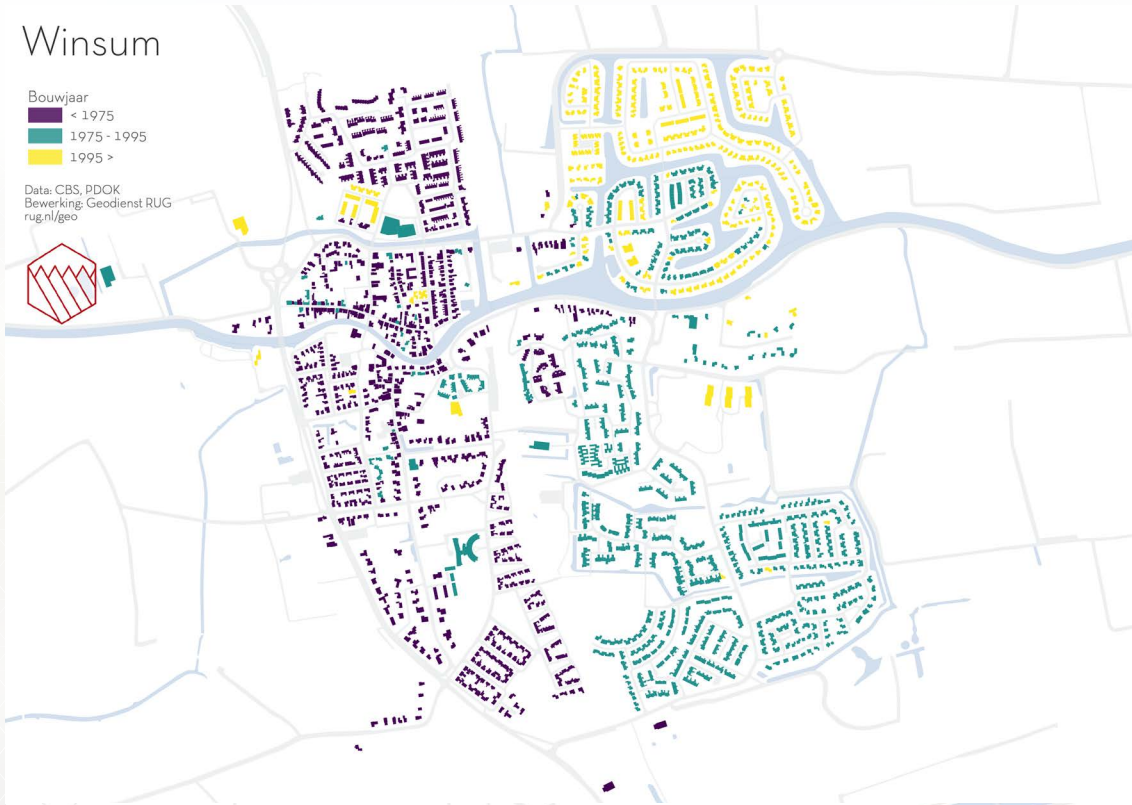 Winsum
Bouwjaar
< 1975
1975 - 1995
1995 >
Data: CBS, PDOK
Bewerking: Geodienst RUG
rug.nl/geo